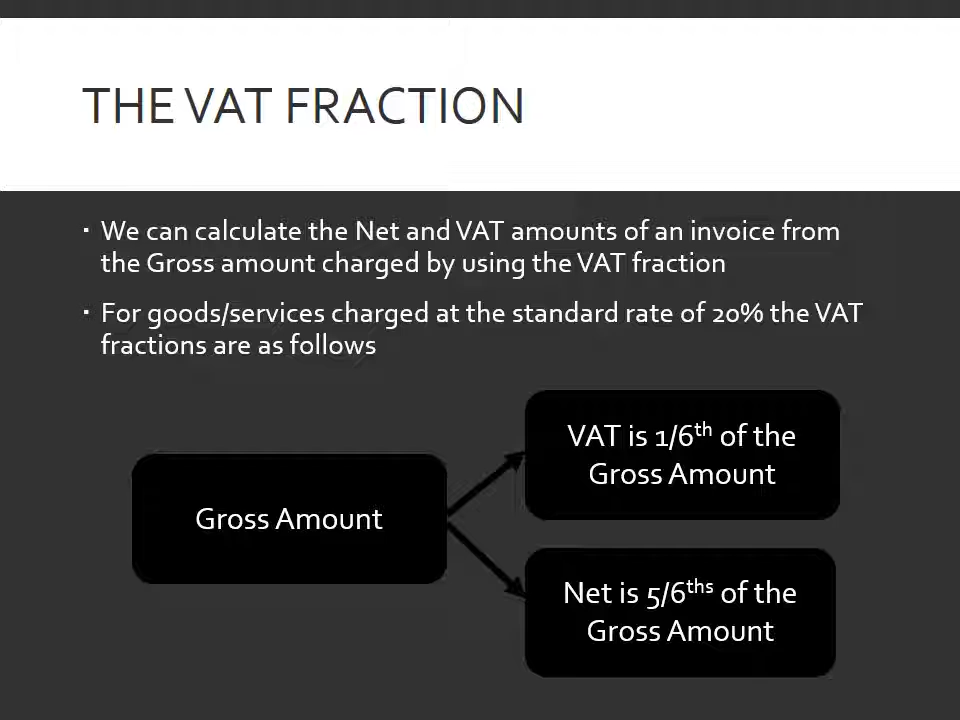 THE VAT FRACTION
▪ We can calculate the Net and VAT amounts of an invoice from
the Gross amount charged by using the VAT fraction
▪ For goods/services charged at the standard rate of 20% the VAT
fractions are as follows
VAT is 1/6th of the
Gross Amount
Gross Amount
Net is 5/6ths of the
Gross Amount